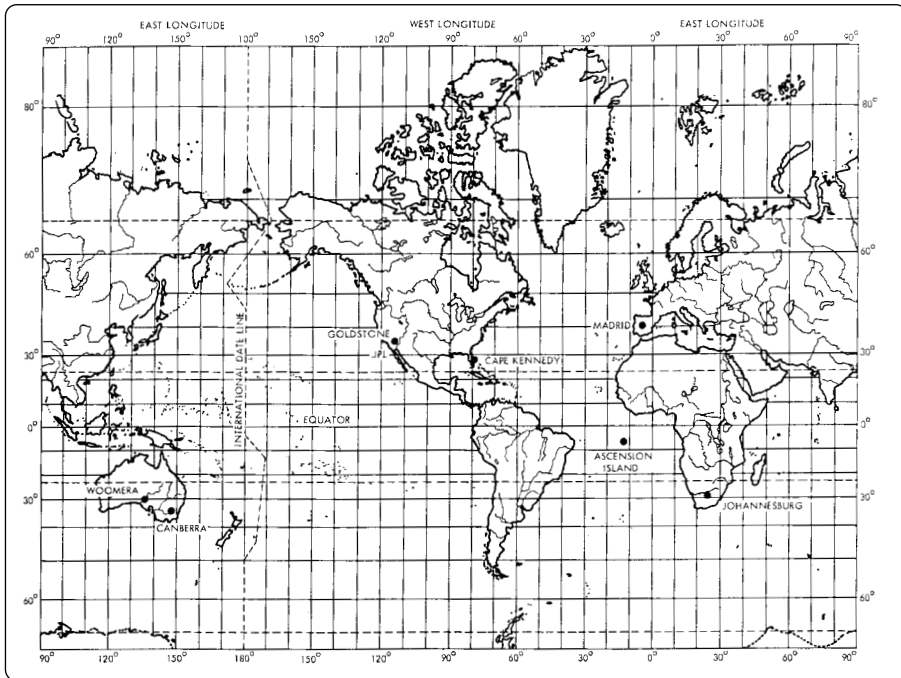 EAST LONGITUDE WEST LONGITUDE EAST LONGITUDE
90° 120° 150° 180° 150° 120° 90° 60° 30° 0° 30° 60° 90°
80° 80°
60° 60°
GOLDSTONE
MADRID
JPL
CAPE KENNEDY
30° 30°
INTERNATIONAL DATE LINE
EQUATOR
0° 0°
ASCENSION
ISLAND
WOOMERA
30° 30°
JOHANNESBURG
CANBERRA
60° 60°
90° 120° 150° 180° 150° 120° 90° 60° 30° 0° 30° 60° 90°